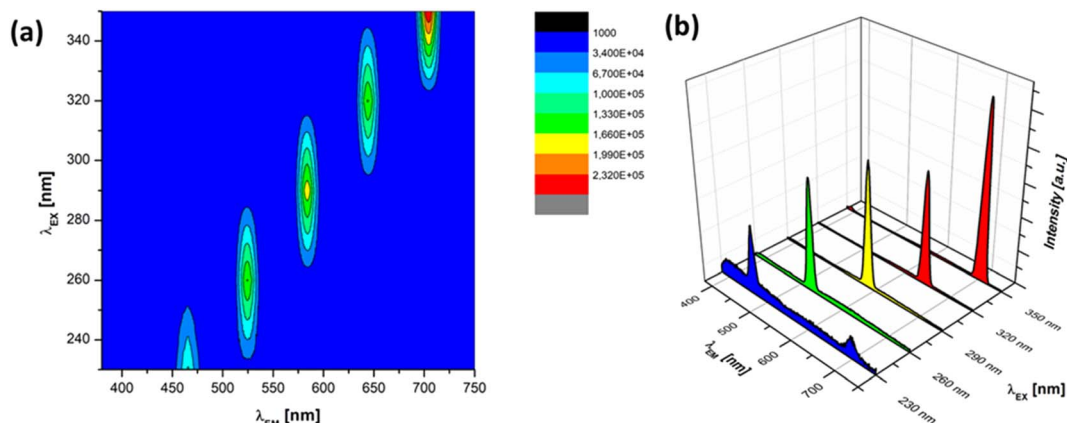 (a)
λEX [nm]
340
320
300
280
260
240
400
450
500
550
600
650
700
750
λEM [nm]
1000
3,400E+04
6,700E+04
1,000E+05
1,330E+05
1,660E+05
1,990E+05
2,320E+05
(b)
Intensity [a.u.]
400
500
600
700
λEM [nm]
350 nm
320 nm
290 nm
260 nm
230 nm
λEX [nm]